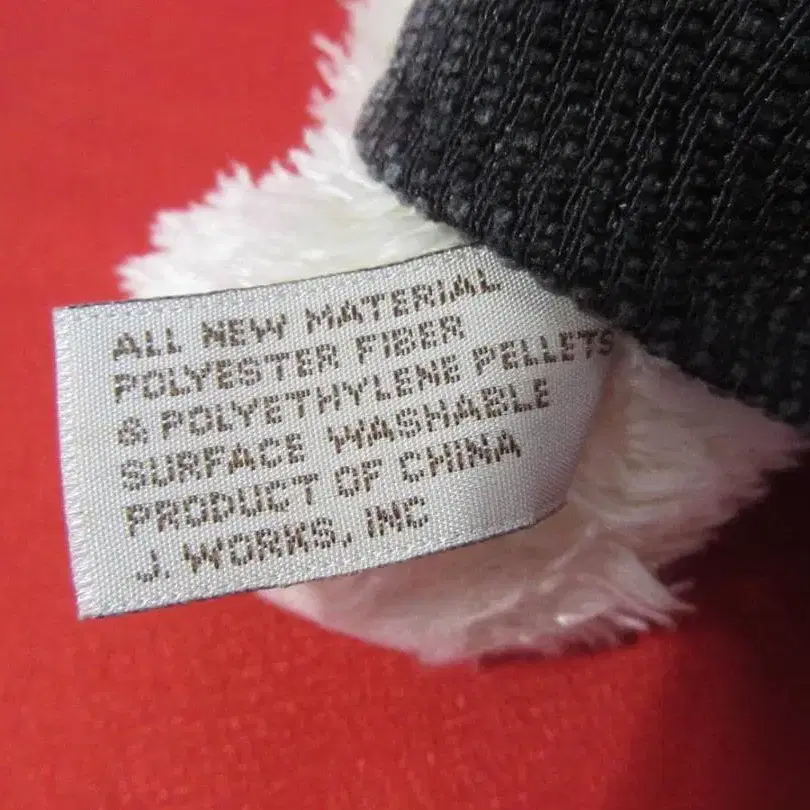 ALL NEW MATERIAL
POLYESTER FIBER
& POLYETHYLENE PELLETS
SURFACE WASHABLE
PRODUCT OF CHINA
J. WORKS, INC